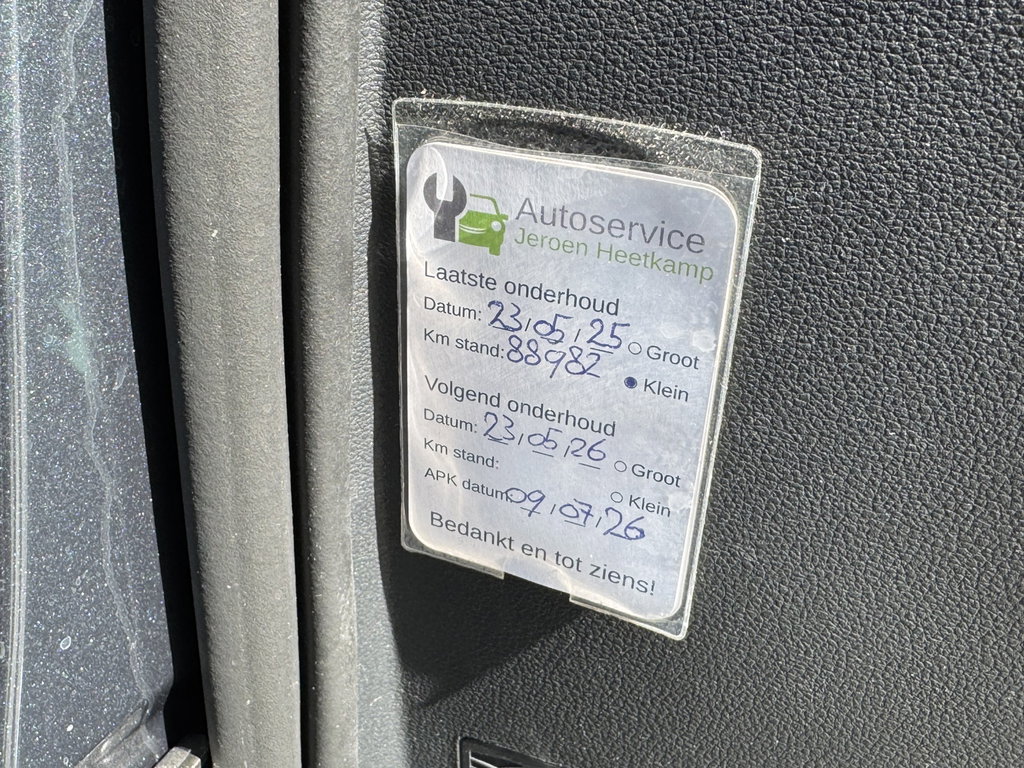 Autoservice
Jeroen Heetkamp
Laatste onderhoud
Datum: 23/05/25 Groot
Km stand: 88982 Klein
Volgend onderhoud
Datum: 23/05/26 Groot
Km stand: Klein
APK datum: 09/07/26
Bedankt en tot ziens!